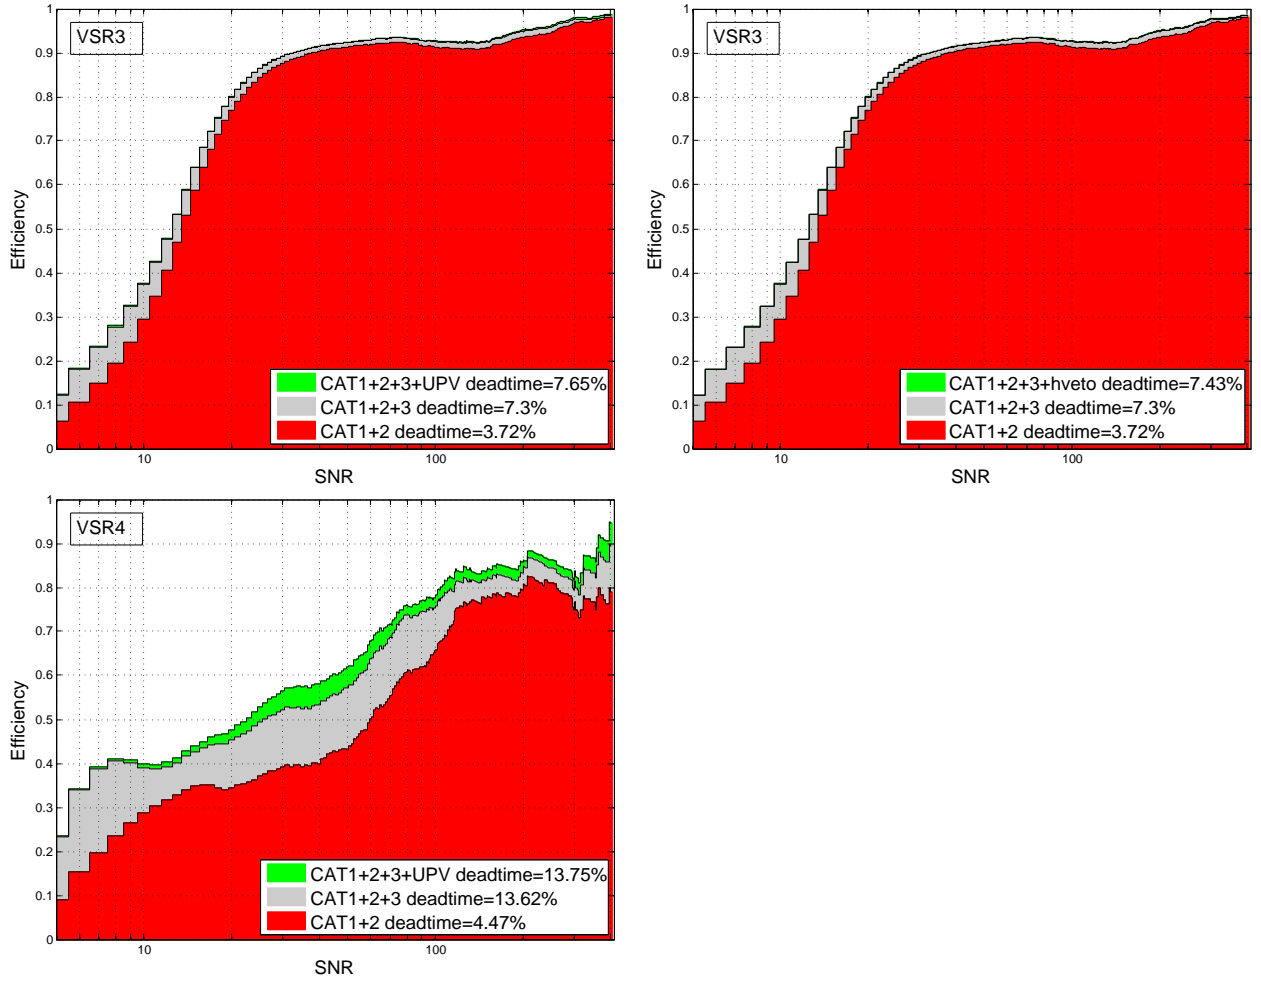 VSR3
1
0.9
0.8
0.7
0.6
0.5
0.4
0.3
0.2
0.1
0
Efficiency
CAT1+2+3+UPV deadtime=7.65%
CAT1+2+3 deadtime=7.3%
CAT1+2 deadtime=3.72%
10
100
SNR
VSR3
1
0.9
0.8
0.7
0.6
0.5
0.4
0.3
0.2
0.1
0
Efficiency
CAT1+2+3+hveto deadtime=7.43%
CAT1+2+3 deadtime=7.3%
CAT1+2 deadtime=3.72%
10
100
SNR
VSR4
1
0.9
0.8
0.7
0.6
0.5
0.4
0.3
0.2
0.1
0
Efficiency
CAT1+2+3+UPV deadtime=13.75%
CAT1+2+3 deadtime=13.62%
CAT1+2 deadtime=4.47%
10
100
SNR